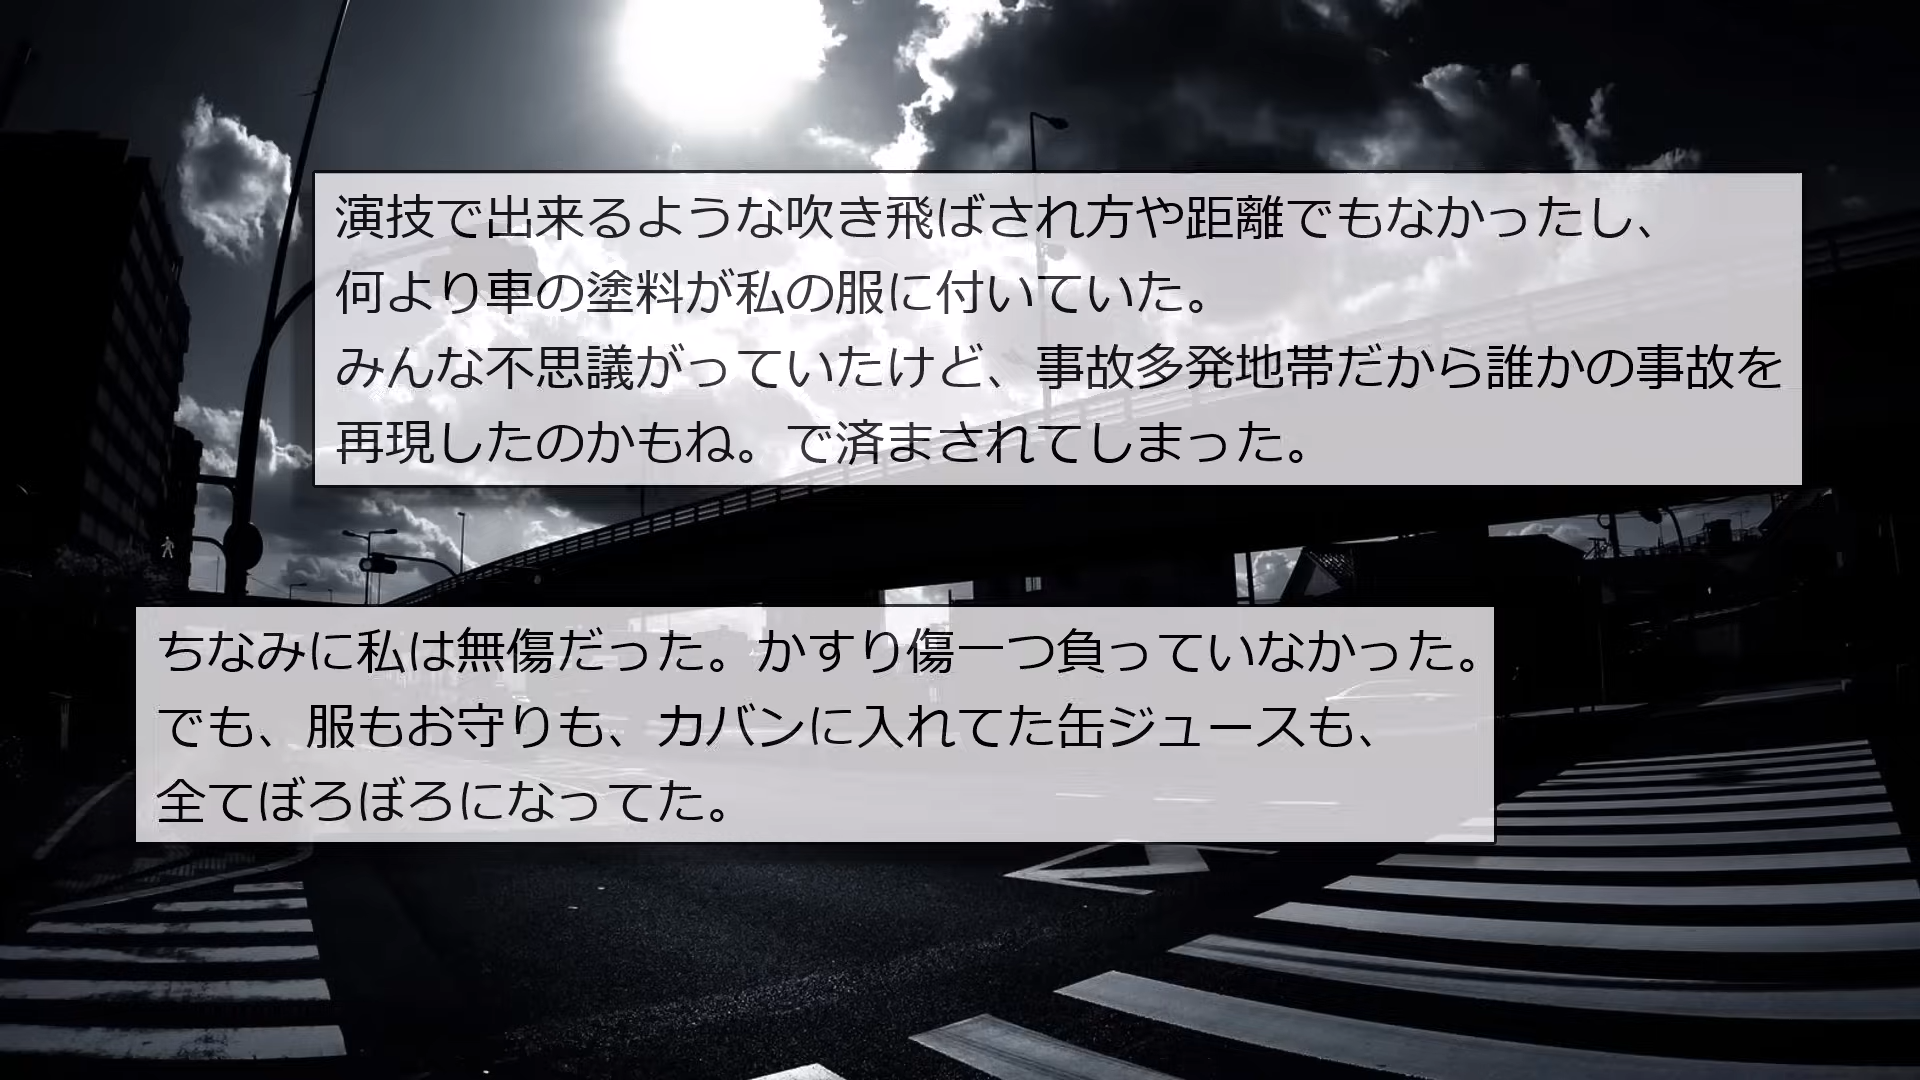 演技で出来るような吹き飛ばされ方や距離でもなかったし、
何より車の塗料が私の服に付いていた。
みんな不思議がっていたけど、事故多発地帯だから誰かの事故を
再現したのかもね。で済まされてしまった。
ちなみに私は無傷だった。かすり傷一つ負っていなかった。
でも、服もお守りも、カバンに入れてた缶ジュースも、
全てぼろぼろになってた。